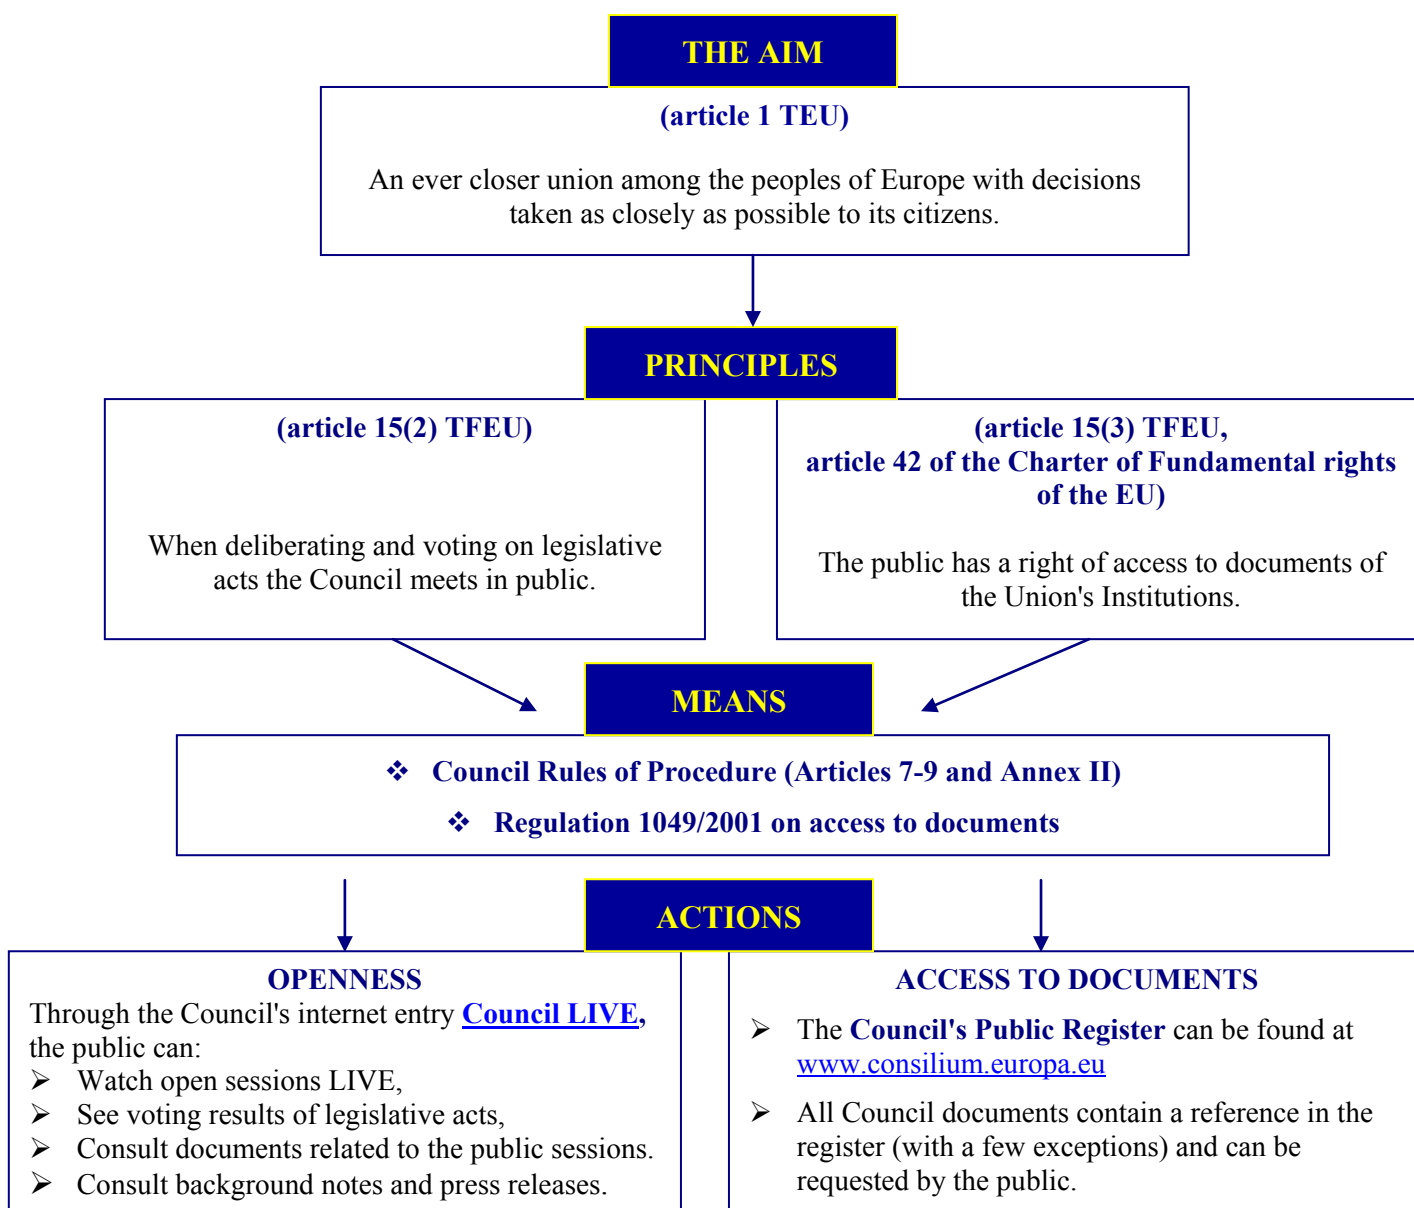 THE AIM
(article 1 TEU)
An ever closer union among the peoples of Europe with decisions
taken as closely as possible to its citizens.
PRINCIPLES
(article 15(2) TFEU)
When deliberating and voting on legislative
acts the Council meets in public.
(article 15(3) TFEU,
article 42 of the Charter of Fundamental rights
of the EU)
The public has a right of access to documents of
the Union's Institutions.
MEANS
❖ Council Rules of Procedure (Articles 7-9 and Annex II)
❖ Regulation 1049/2001 on access to documents
ACTIONS
OPENNESS
Through the Council's internet entry Council LIVE,
the public can:
➢ Watch open sessions LIVE,
➢ See voting results of legislative acts,
➢ Consult documents related to the public sessions.
➢ Consult background notes and press releases.
ACCESS TO DOCUMENTS
➢ The Council's Public Register can be found at
www.consilium.europa.eu
➢ All Council documents contain a reference in the
register (with a few exceptions) and can be
requested by the public.